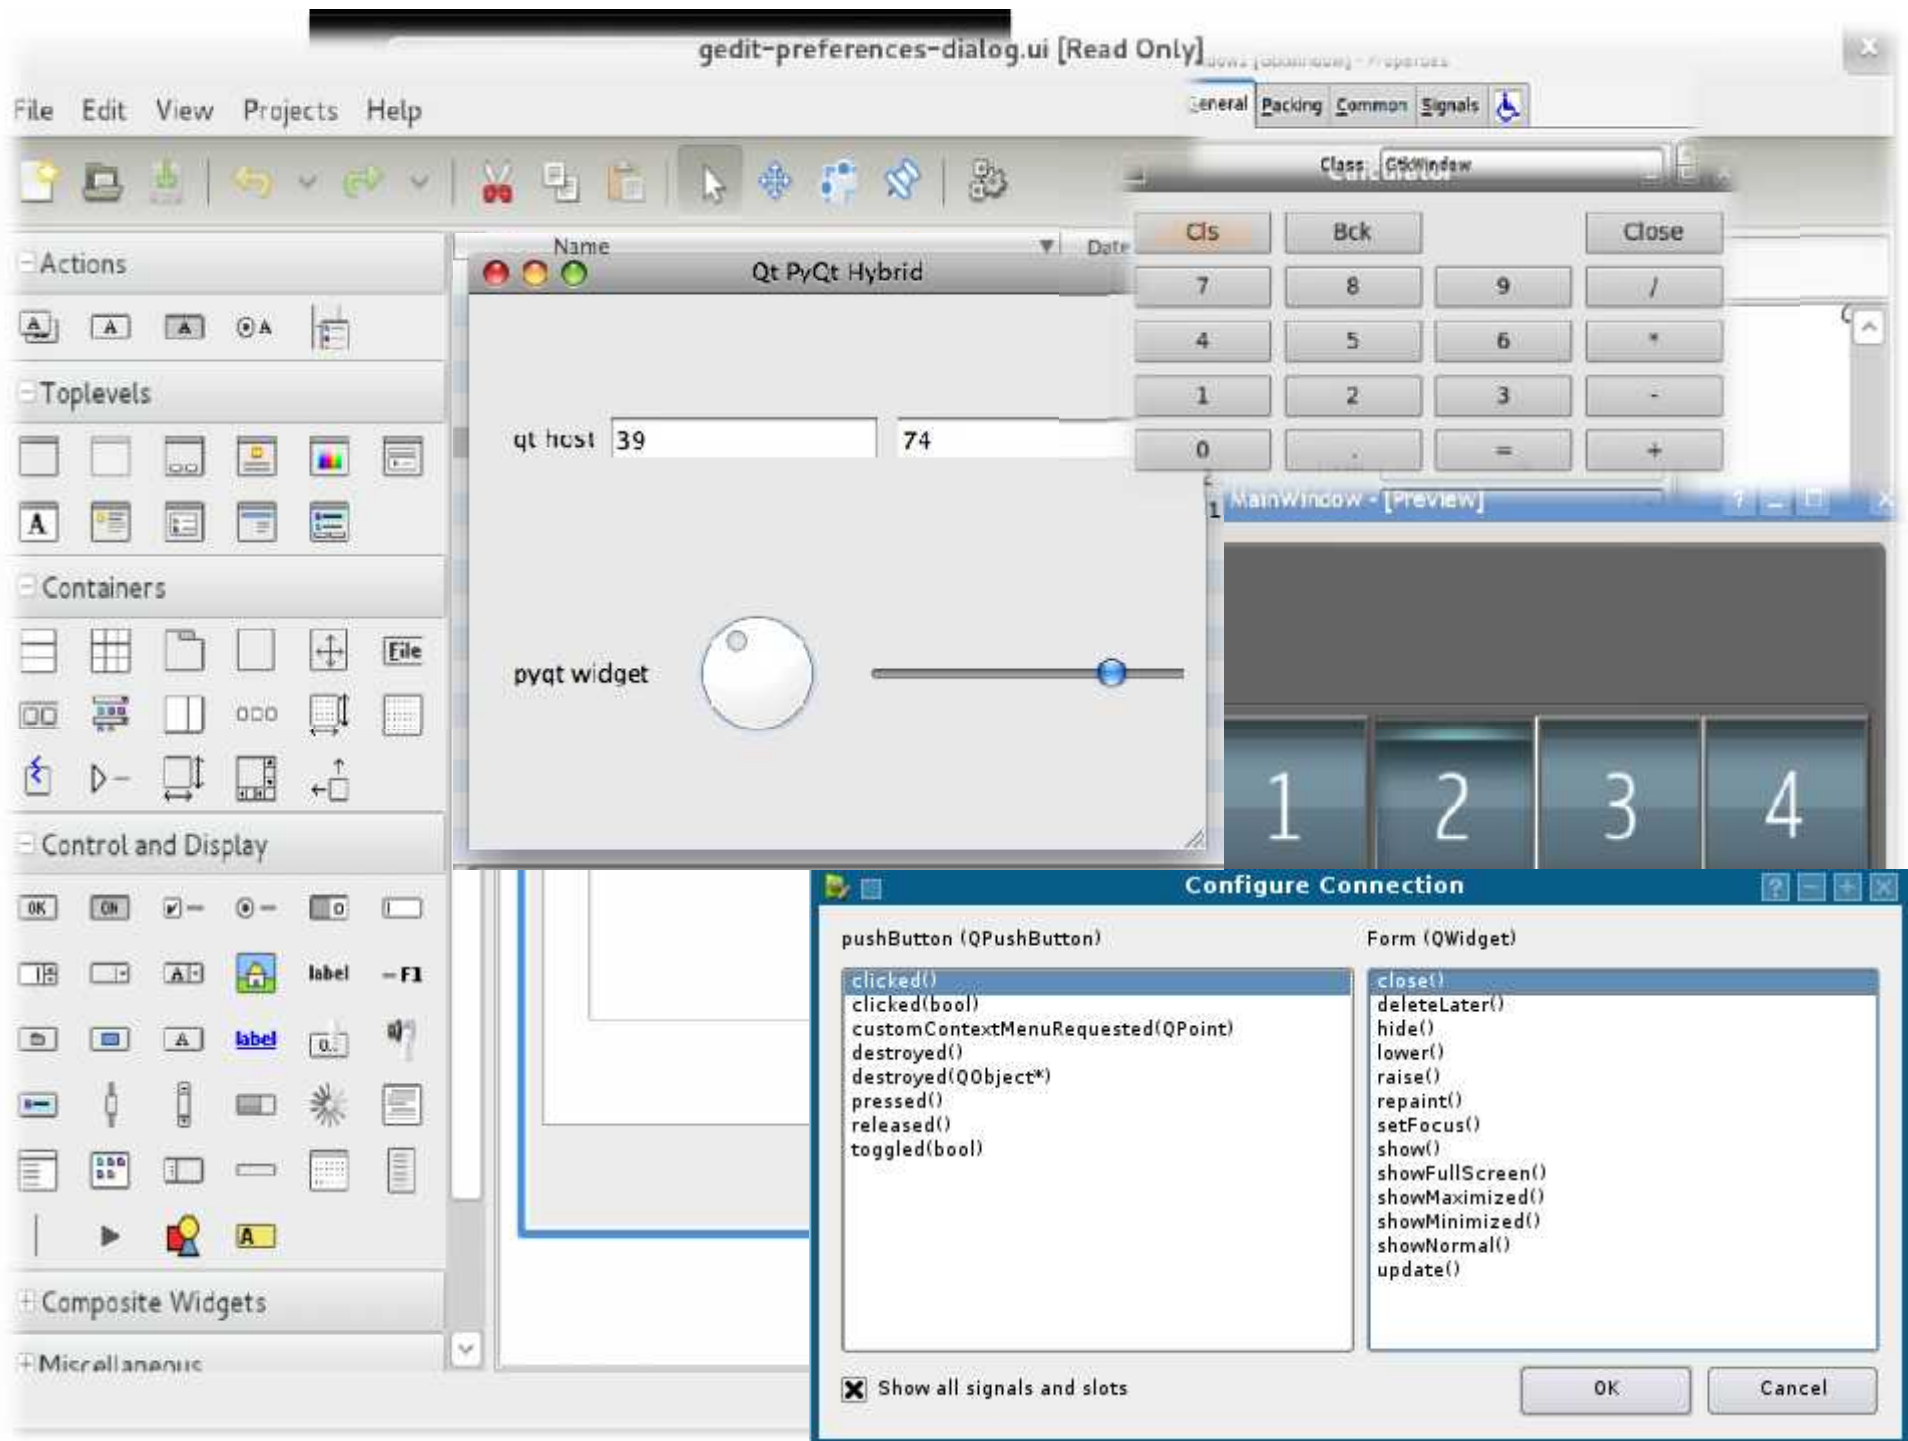 gedit-preferences-dialog.ui [Read Only]
File Edit View Projects Help
General Packing Common Signals
Class: GtkWindow
Calculator
Cls Bck Close
7 8 9 /
4 5 6 *
1 2 3 -
0 . = +
Name Date
Qt PyQt Hybrid
qt host 39 74
pyqt widget
MainWindow - [Preview]
1 2 3 4
Actions
A A A A
Toplevels
A
Containers
File
Control and Display
OK ON
label F1
A label 0..
A
Composite Widgets
Miscellaneous
Configure Connection
pushButton (QPushButton)
clicked()
clicked(bool)
customContextMenuRequested(QPoint)
destroyed()
destroyed(QObject*)
pressed()
released()
toggled(bool)
Form (QWidget)
close()
deleteLater()
hide()
lower()
raise()
repaint()
setFocus()
show()
showFullScreen()
showMaximized()
showMinimized()
showNormal()
update()
Show all signals and slots
OK Cancel